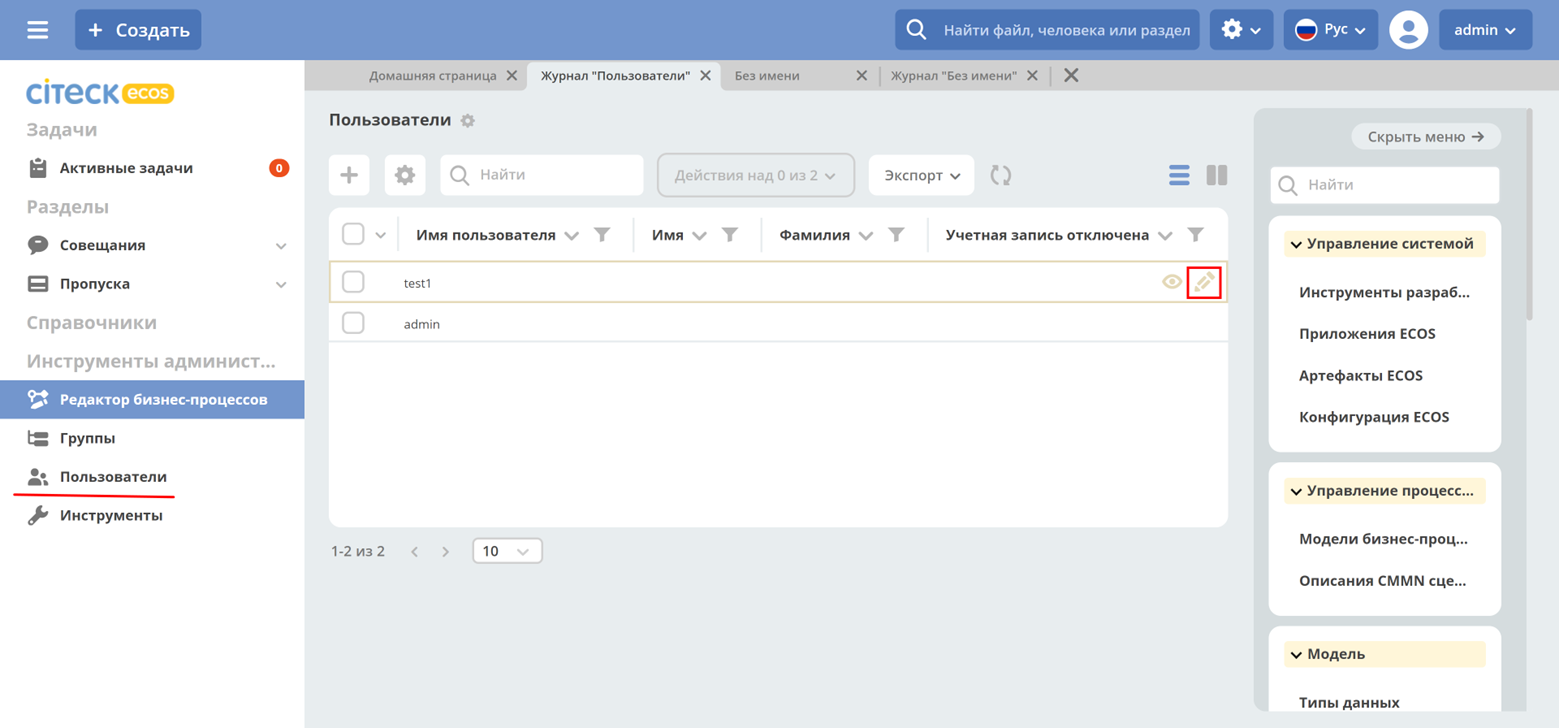 + Создать
Найти файл, человека или раздел
Рус
admin
citeck ecos
Задачи
Активные задачи
0
Разделы
Совещания
Пропуска
Справочники
Инструменты админист...
Редактор бизнес-процессов
Группы
Пользователи
Инструменты
Домашняя страница
Журнал "Пользователи"
Без имени
Журнал "Без имени"
Пользователи
Найти
Действия над 0 из 2
Экспорт
Имя пользователя
Имя
Фамилия
Учетная запись отключена
test1
admin
1-2 из 2
10
Скрыть меню →
Найти
Управление системой
Инструменты разраб...
Приложения ECOS
Артефакты ECOS
Конфигурация ECOS
Управление процесс...
Модели бизнес-проц...
Описания CMMN сце...
Модель
Типы данных